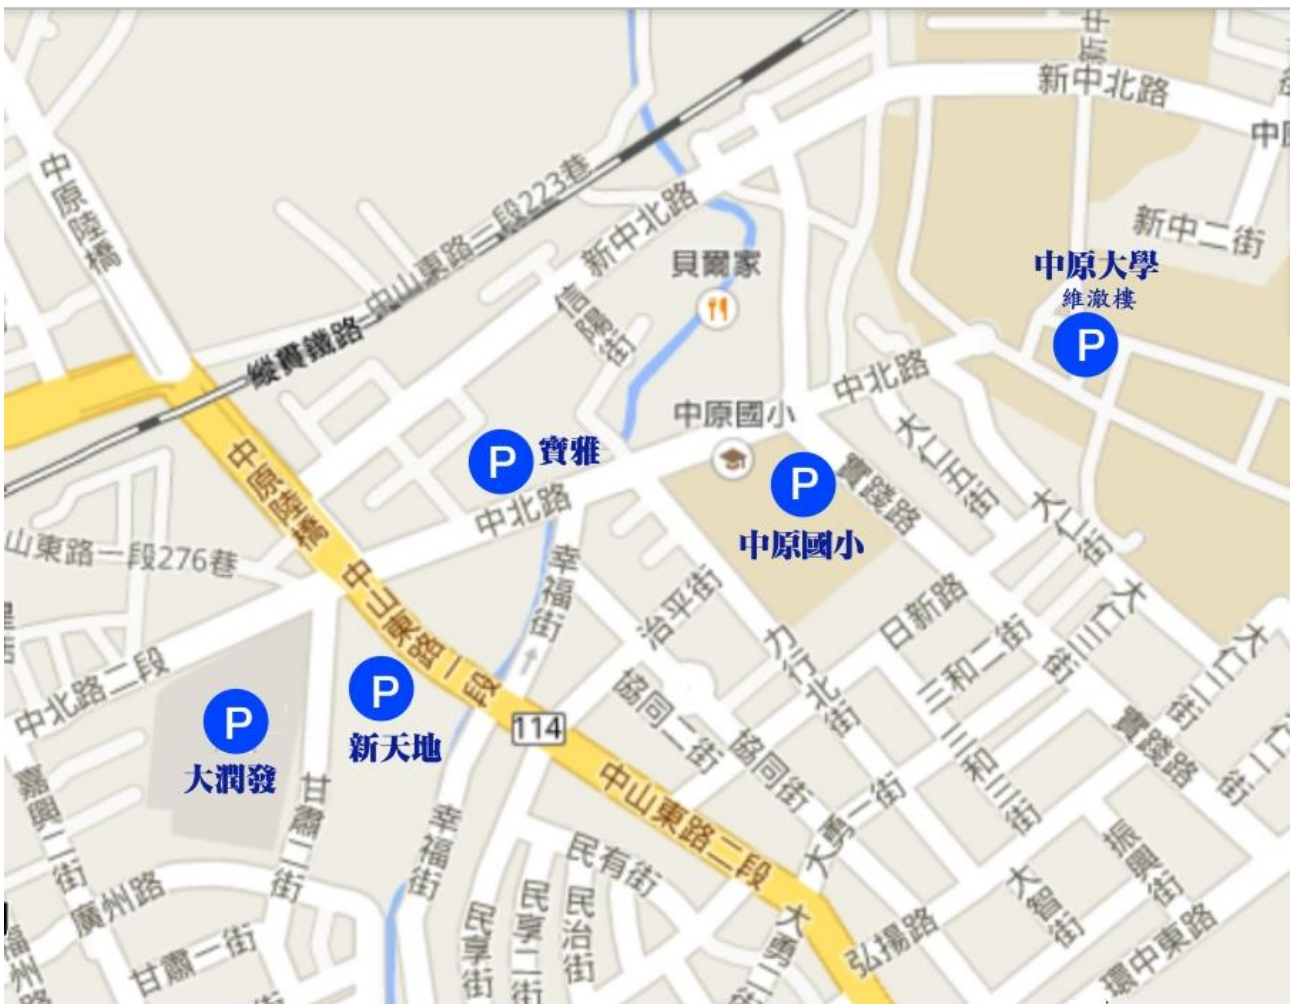 新中
新中北路
中原陸橋
中山東路一段223巷
新中北路
新中二街
貝爾家
中原大學
維澈樓
P
信陽街
縱貫鐵路
中北路
中原國小
大仁五街
P
寶雅
P
中原國小
實踐路
中原陸橋
中北路
山東路一段276巷
幸福街
大仁街
中山東路一段
治平街
日新路
大仁三街
力行北街
三和二街
中北路二段
P
新天地
P
大潤發
114
協同二街
協同街
三和三街
實踐路
中山東路二段
嘉興二街
甘肅二街
幸福街
大勇一街
振興街
民有街
大智街
廣州路
民享街
民享二街
民治街
大勇二
弘揚路
甘肅一街
環中東路